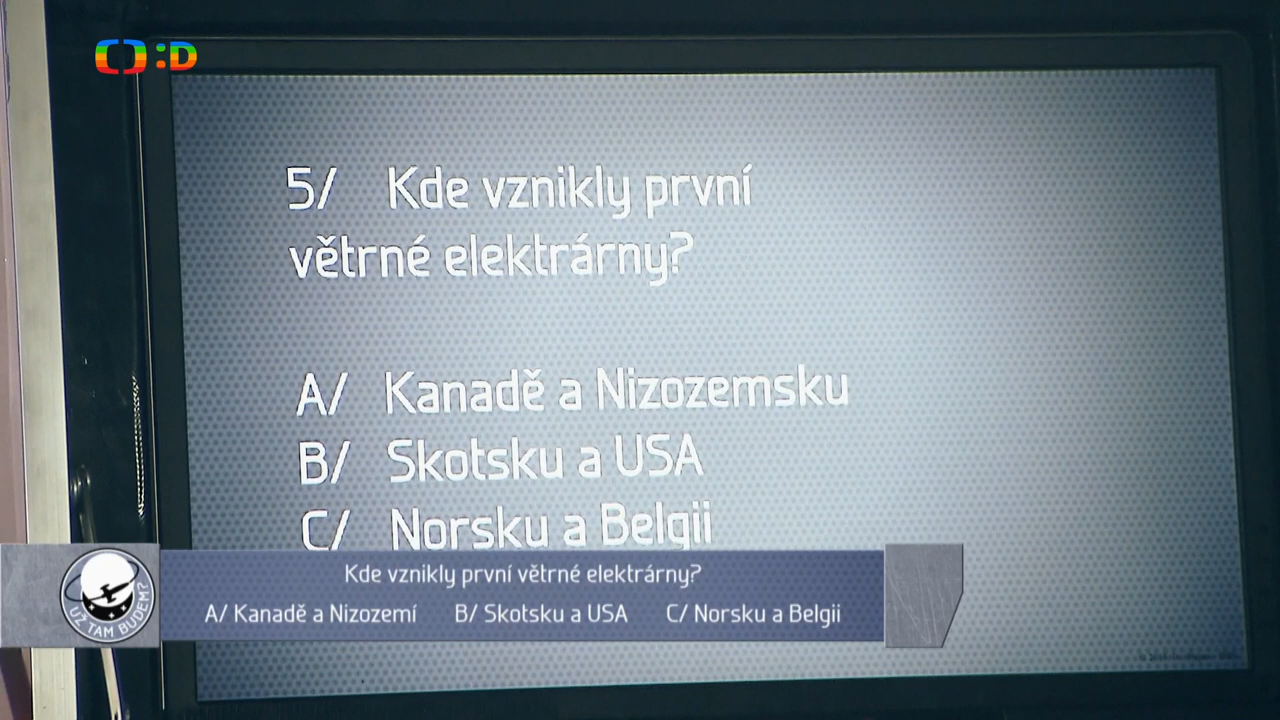 :D
5/ Kde vznikly první
větrné elektrárny?
A/ Kanadě a Nizozemsku
B/ Skotsku a USA
C/ Norsku a Belgii
Kde vznikly první větrné elektrárny?
A/ Kanadě a Nizozemí B/ Skotsku a USA C/ Norsku a Belgii
UŽ TAM BUDEM?